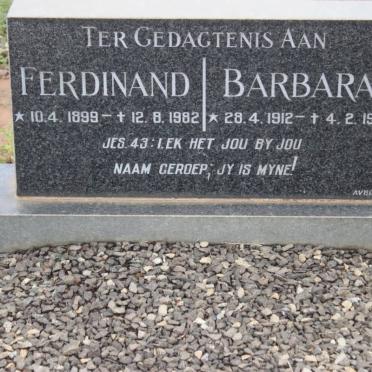 TER GEDAGTENIS AAN
FERDINAND BARBARA
★ 10.4.1899 – ✝ 12.8.1982 ★ 28.4.1912 – ✝ 4.2.
JES. 43:1. EK HET JOU BY JOU
NAAM GEROEP; JY IS MYNE!